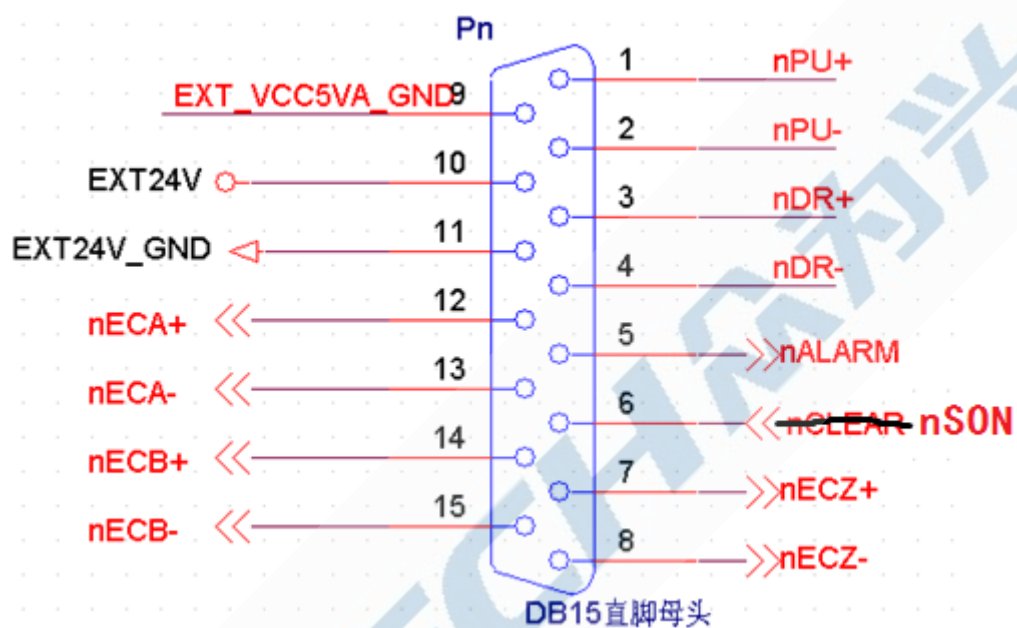 Pn
1 nPU+
EXT_VCC5VA_GND 9
2 nPU-
EXT24V 10
3 nDR+
EXT24V_GND 11
4 nDR-
nECA+ 12
5 nALARM
nECA- 13
6 nCLEAR nSON
nECB+ 14
7 nECZ+
nECB- 15
8 nECZ-
DB15直脚母头